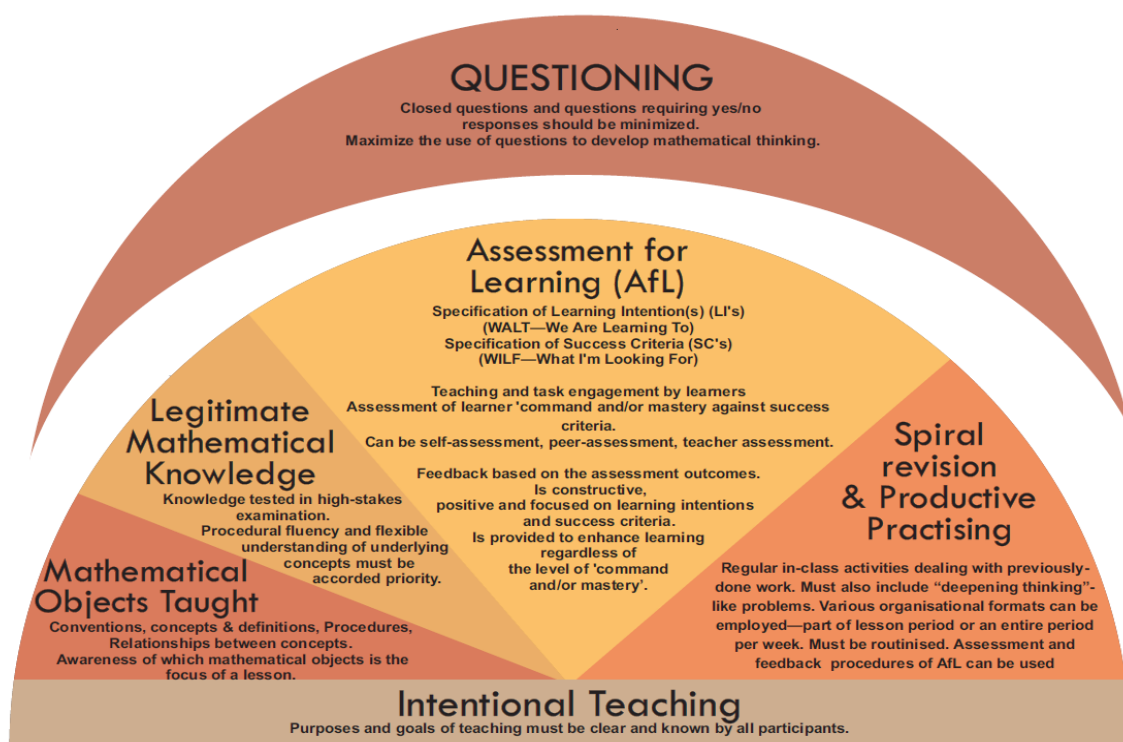 QUESTIONING
Closed questions and questions requiring yes/no
responses should be minimized.
Maximize the use of questions to develop mathematical thinking.
Assessment for
Learning (AfL)
Specification of Learning Intention(s) (LI's)
(WALT—We Are Learning To)
Specification of Success Criteria (SC's)
(WILF—What I'm Looking For)
Teaching and task engagement by learners
Assessment of learner 'command and/or mastery against success
criteria.
Can be self-assessment, peer-assessment, teacher assessment.
Feedback based on the assessment outcomes.
Is constructive,
positive and focused on learning intentions
and success criteria.
Is provided to enhance learning
regardless of
the level of 'command
and/or mastery'.
Legitimate
Mathematical
Knowledge
Knowledge tested in high-stakes
examination.
Procedural fluency and flexible
understanding of underlying
concepts must be
accorded priority.
Mathematical
Objects Taught
Conventions, concepts & definitions, Procedures,
Relationships between concepts.
Awareness of which mathematical objects is the
focus of a lesson.
Spiral
revision
& Productive
Practising
Regular in-class activities dealing with previously-
done work. Must also include “deepening thinking”-
like problems. Various organisational formats can be
employed—part of lesson period or an entire period
per week. Must be routinised. Assessment and
feedback procedures of AfL can be used
Intentional Teaching
Purposes and goals of teaching must be clear and known by all participants.